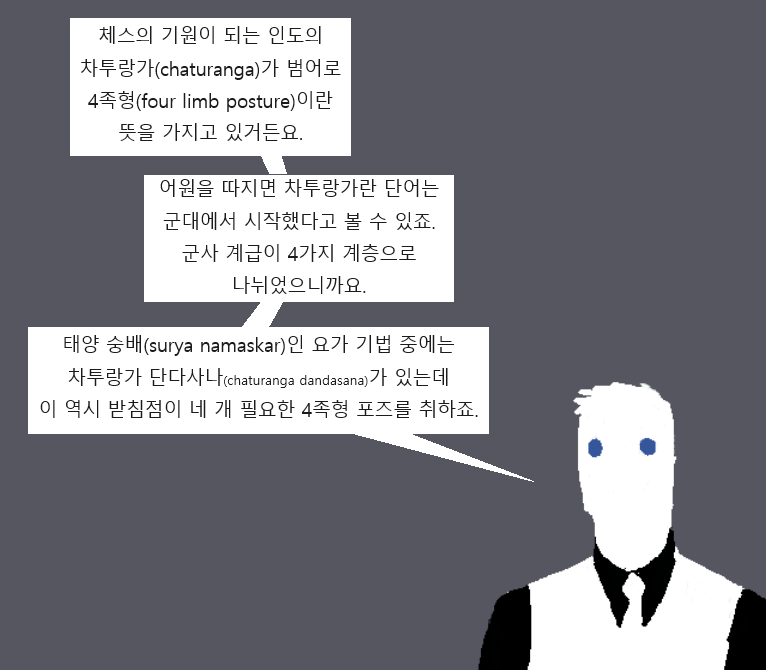 체스의 기원이 되는 인도의
차투랑가(chaturanga)가 범어로
4족형(four limb posture)이란
뜻을 가지고 있거든요.
어원을 따지면 차투랑가란 단어는
군대에서 시작했다고 볼 수 있죠.
군사 계급이 4가지 계층으로
나뉘었으니까요.
태양 숭배(surya namaskar)인 요가 기법 중에는
차투랑가 단다사나(chaturanga dandasana)가 있는데
이 역시 받침점이 네 개 필요한 4족형 포즈를 취하죠.